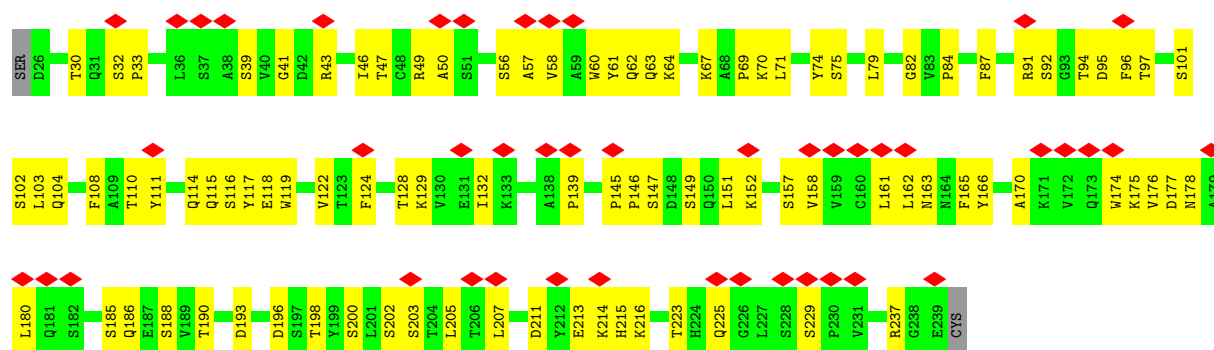 SER D26 T30 Q31 S32 P33 L36 S37 A38 S39 V40 G41 D42 R43 I46 T47 C48 R49 A50 S51 S56 A57 V58 A59 W60 Y61 Q62 Q63 K64 K67 A68 P69 K70 L71 Y74 S75 L79 G82 V83 P84 F87 R91 S92 G93 T94 D95 F96 T97 S101
S102 L103 Q104 F108 A109 T110 Y111 Q114 Q115 S116 Y117 E118 W119 V122 T123 F124 T128 K129 V130 E131 I132 K133 A138 P139 P145 P146 S147 D148 S149 Q150 L151 K152 S157 V158 V159 C160 L161 L162 N163 N164 F165 Y166 A170 K171 V172 Q173 W174 K175 V176 D177 N178 A179
L180 Q181 S182 S185 Q186 E187 S188 V189 T190 D193 D196 S197 T198 Y199 S200 L201 S202 S203 T204 L205 T206 L207 D211 Y212 E213 K214 H215 K216 T223 H224 Q225 G226 L227 S228 S229 P230 V231 R237 G238 E239 CYS